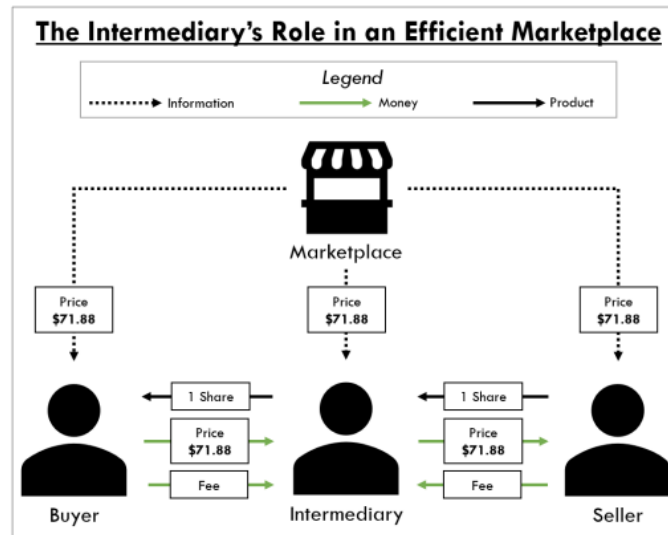 The Intermediary's Role in an Efficient Marketplace
Legend
Information
Money
Product
Marketplace
Price
$71.88
Price
$71.88
Price
$71.88
1 Share
1 Share
Price
$71.88
Price
$71.88
Fee
Fee
Buyer
Intermediary
Seller